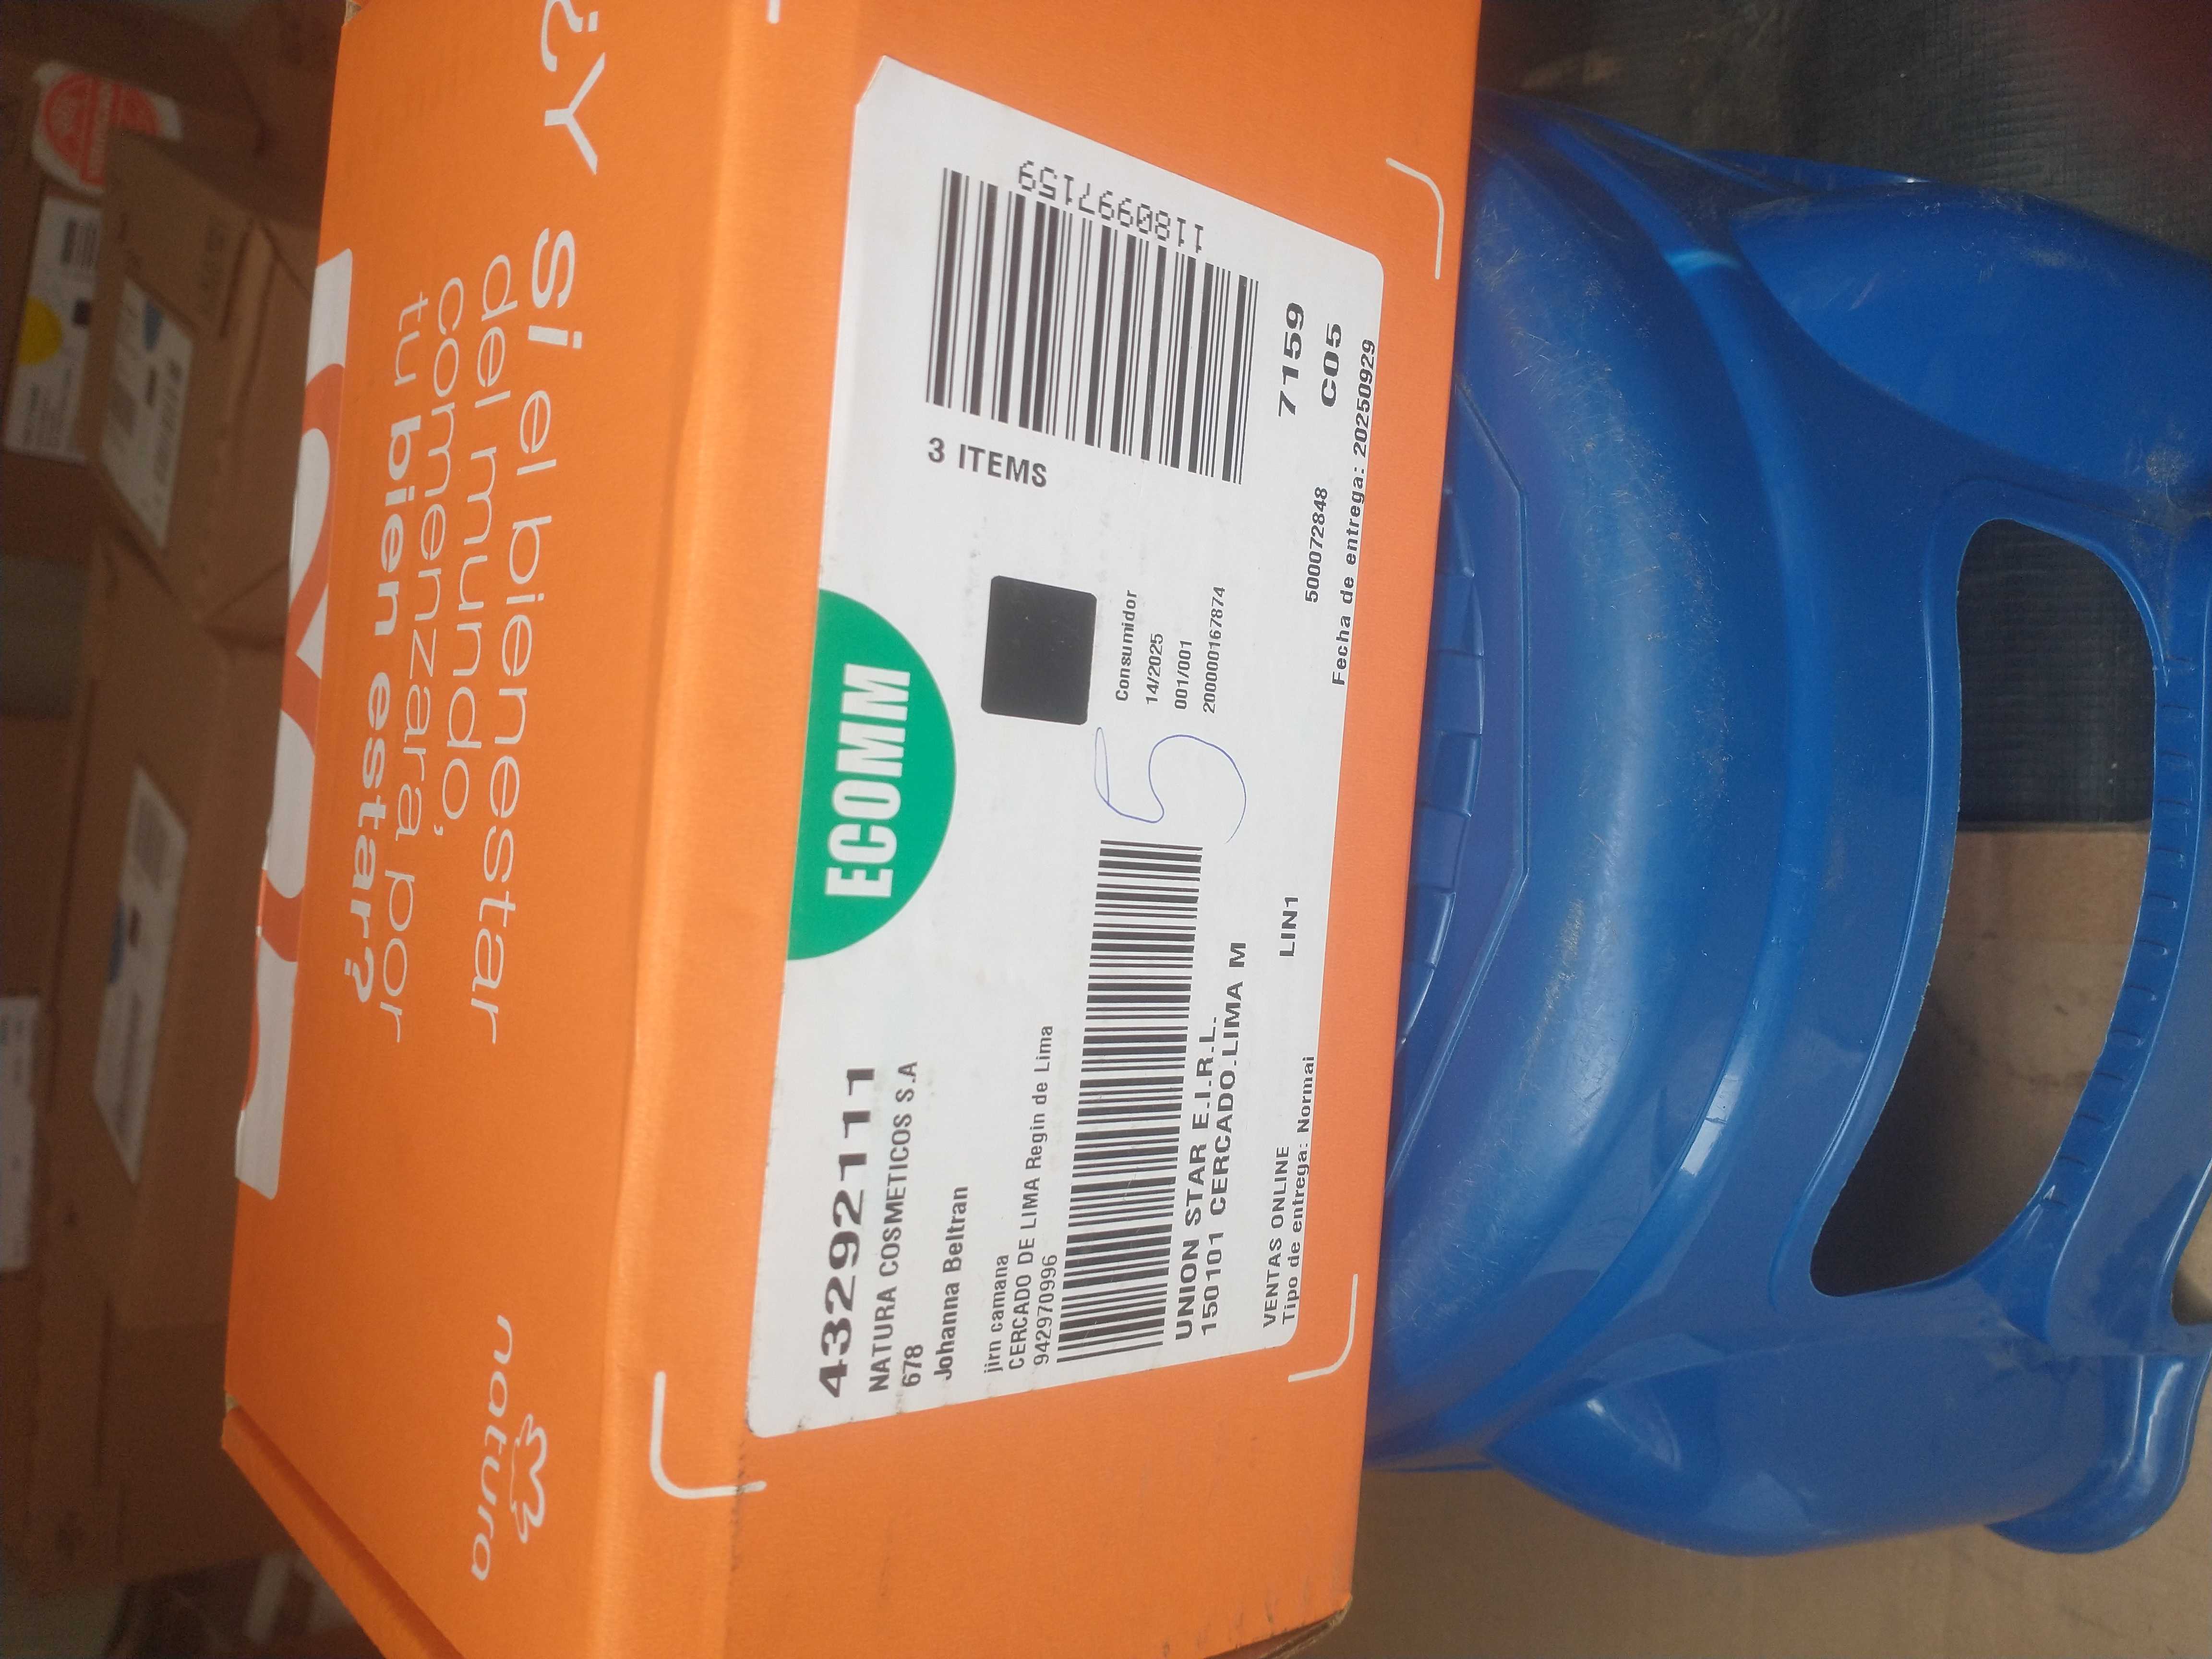 ¿Y si el bienestar
del mundo,
comenzara por
tu bien estar?
natura
ECOMM
43292111
NATURA COSMETICOS S.A
678
Johanna Beltran
jirn camana
CERCADO DE LIMA Regin de Lima
942970996
UNION STAR E.I.R.L.
150101 CERCADO.LIMA M
VENTAS ONLINE
LIN1
Tipo de entrega: Normal
5
3 ITEMS
1180997159
Consumidor
14/2025
001/001
200000167874
7159
500072848
C05
Fecha de entrega: 20250929